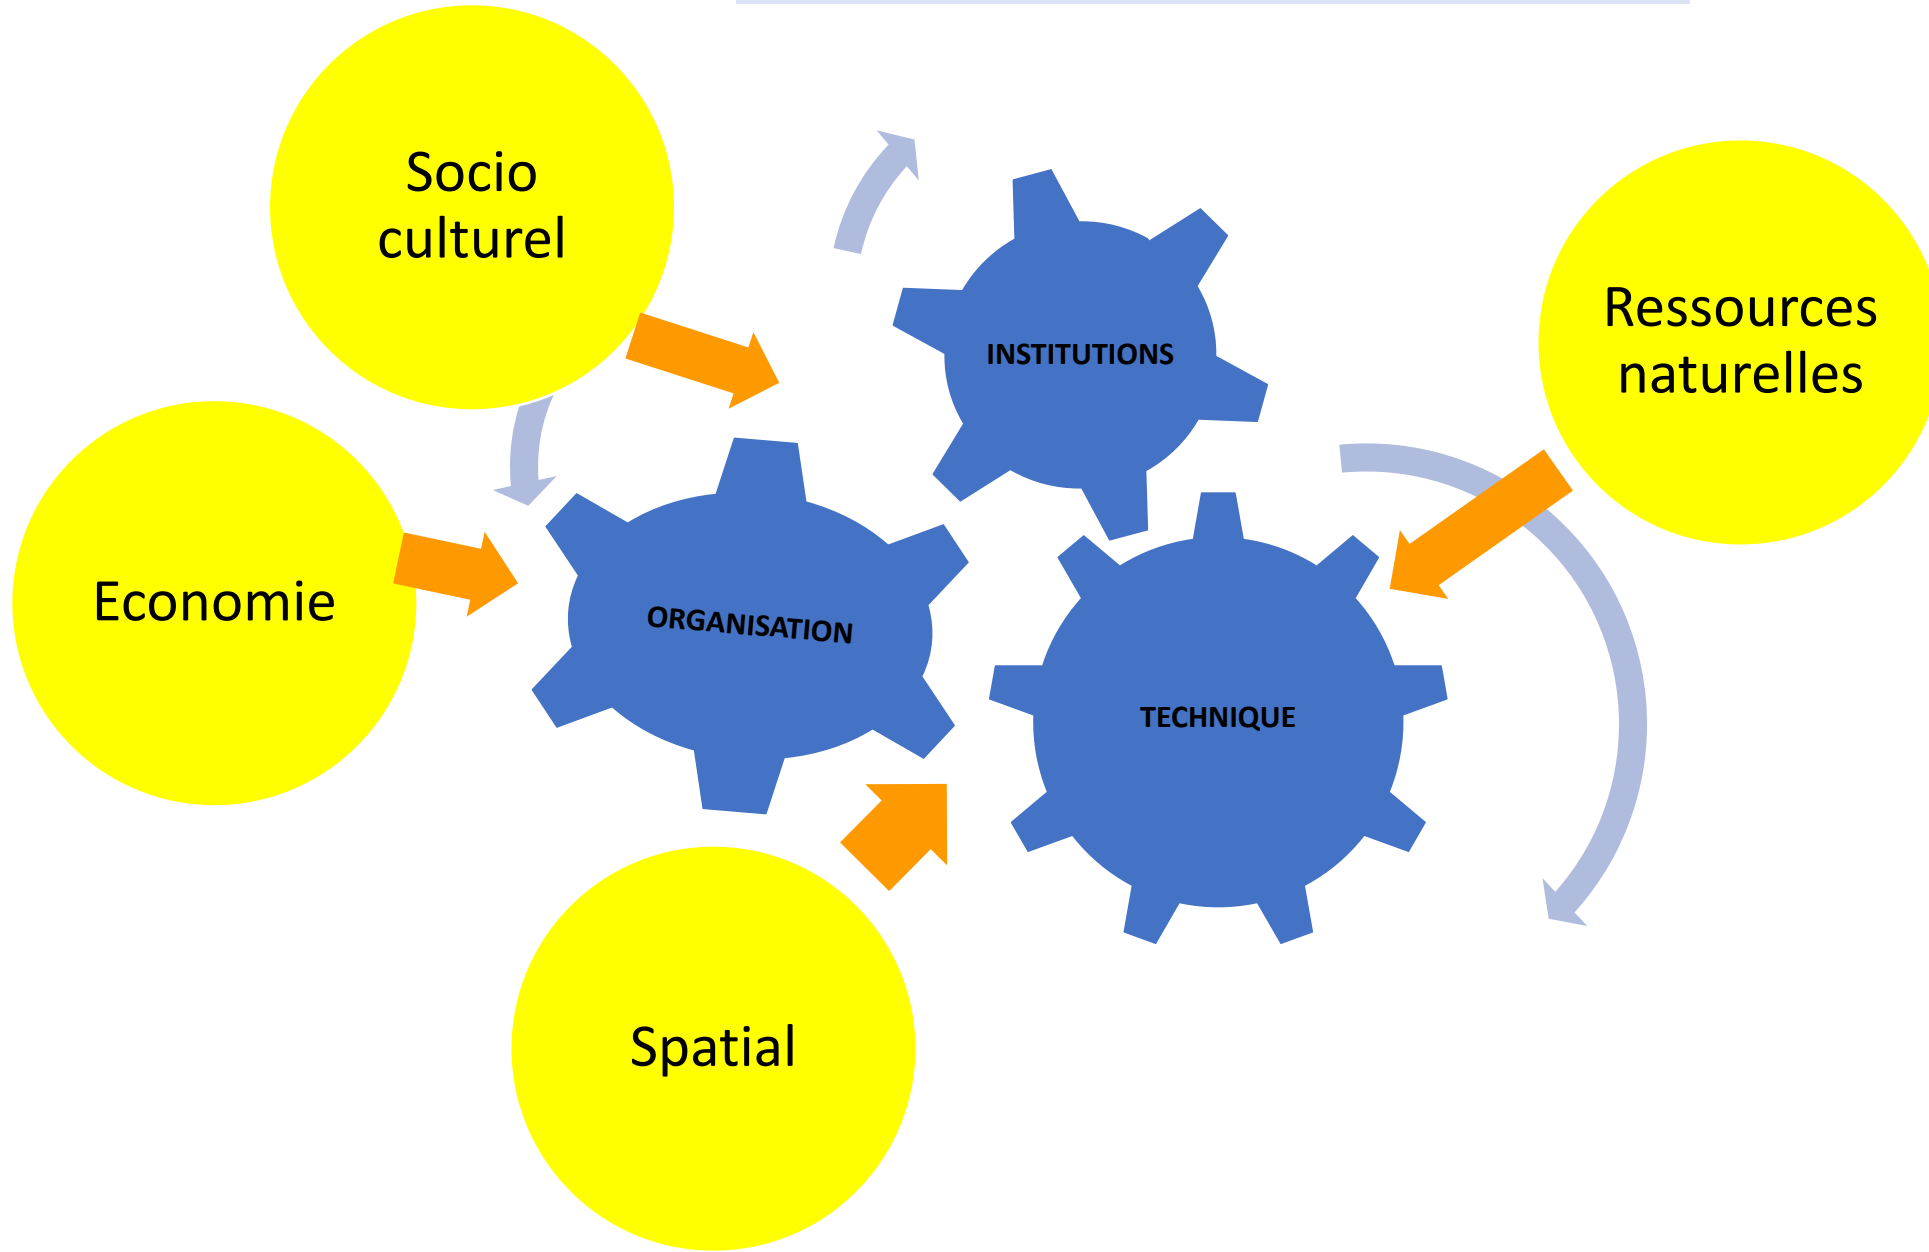 Socio
culturel
Ressources
naturelles
INSTITUTIONS
Economie
ORGANISATION
TECHNIQUE
Spatial